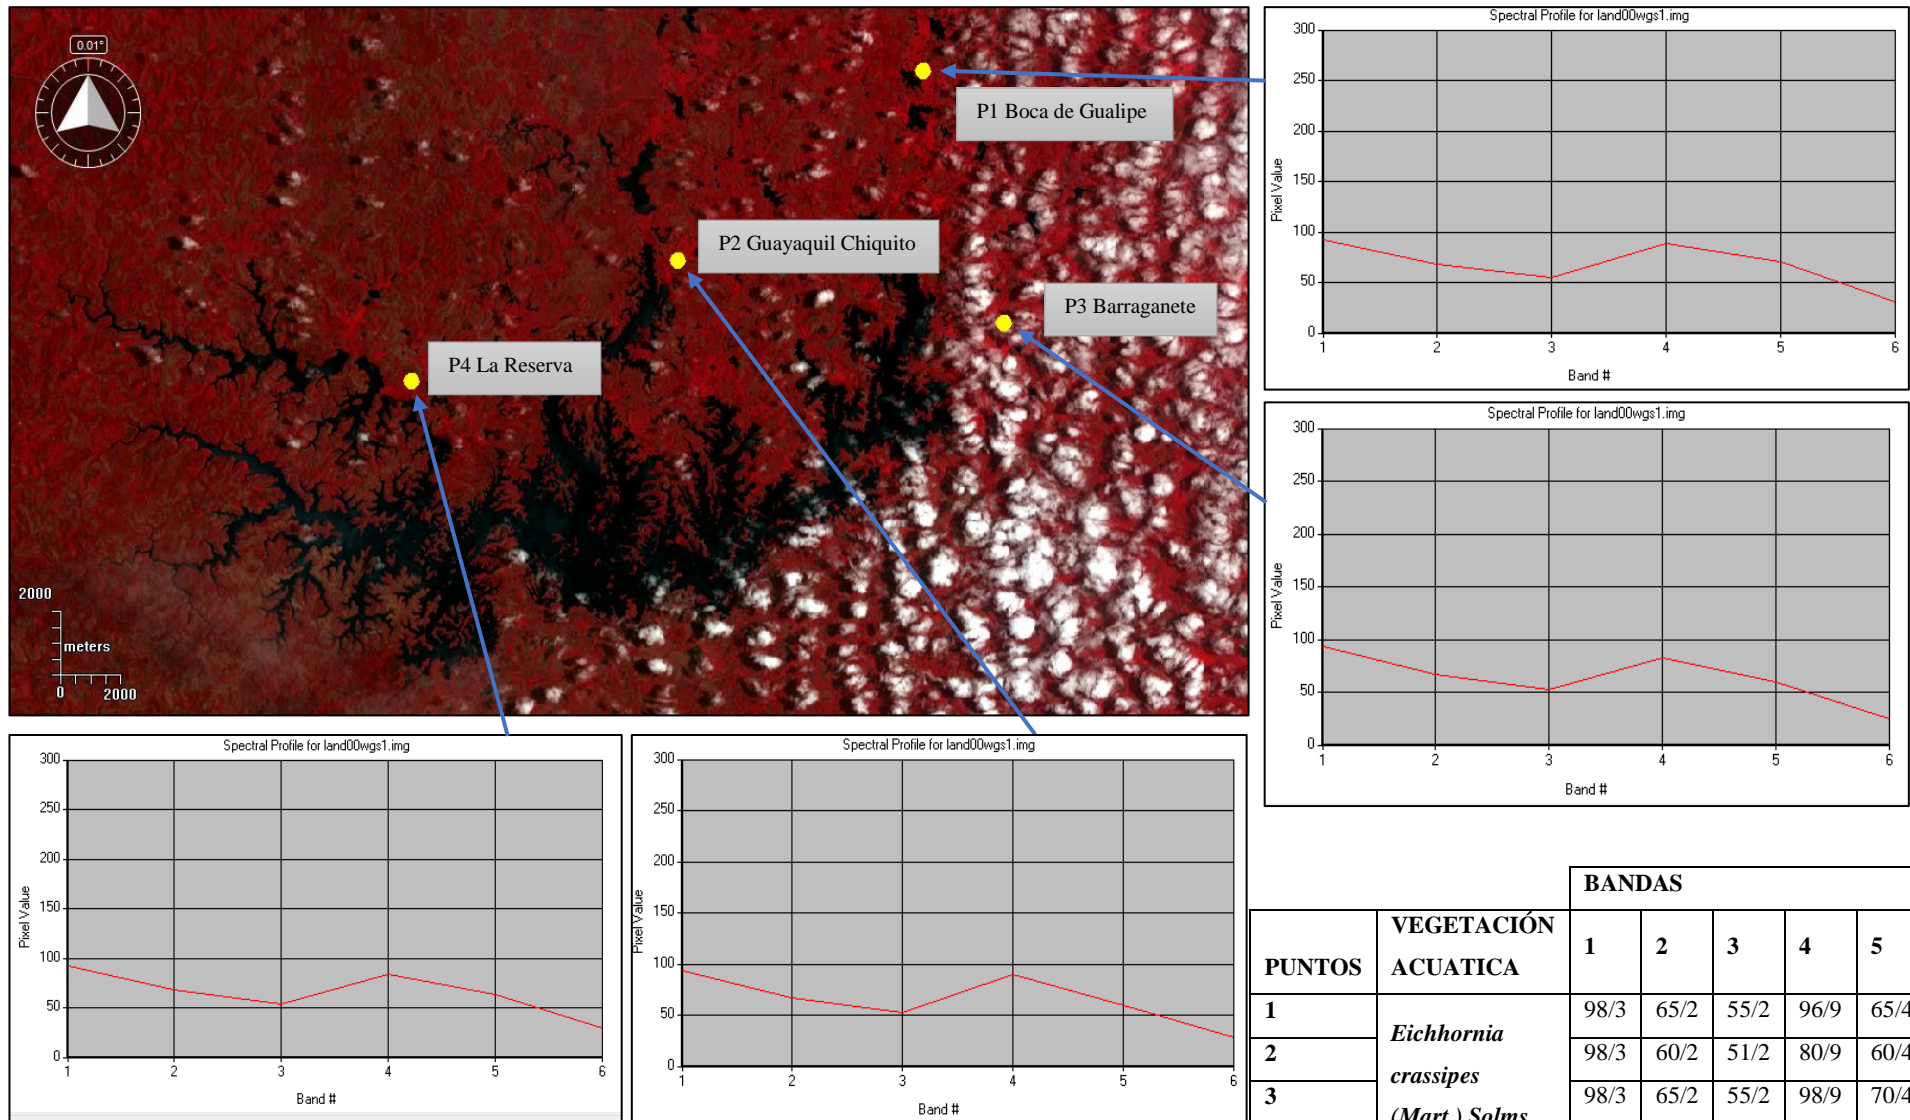 0.01°
P1 Boca de Gualipe
P2 Guayaquil Chiquito
P3 Barraganete
P4 La Reserva
2000
meters
0 2000
Spectral Profile for land00wgs1.img
300
250
200
150
100
50
0
Pixel Value
1 2 3 4 5 6
Band #
Spectral Profile for land00wgs1.img
300
250
200
150
100
50
0
Pixel Value
1 2 3 4 5 6
Band #
Spectral Profile for land00wgs1.img
300
250
200
150
100
50
0
Pixel Value
1 2 3 4 5 6
Band #
Spectral Profile for land00wgs1.img
300
250
200
150
100
50
0
Pixel Value
1 2 3 4 5 6
Band #
BANDAS
PUNTOS VEGETACIÓN ACUATICA 1 2 3 4 5
1 98/3 65/2 55/2 96/9 65/4
Eichhornia
2 98/3 60/2 51/2 80/9 60/4
crassipes
3 98/3 65/2 55/2 98/9 70/4
(Mart.) Solms